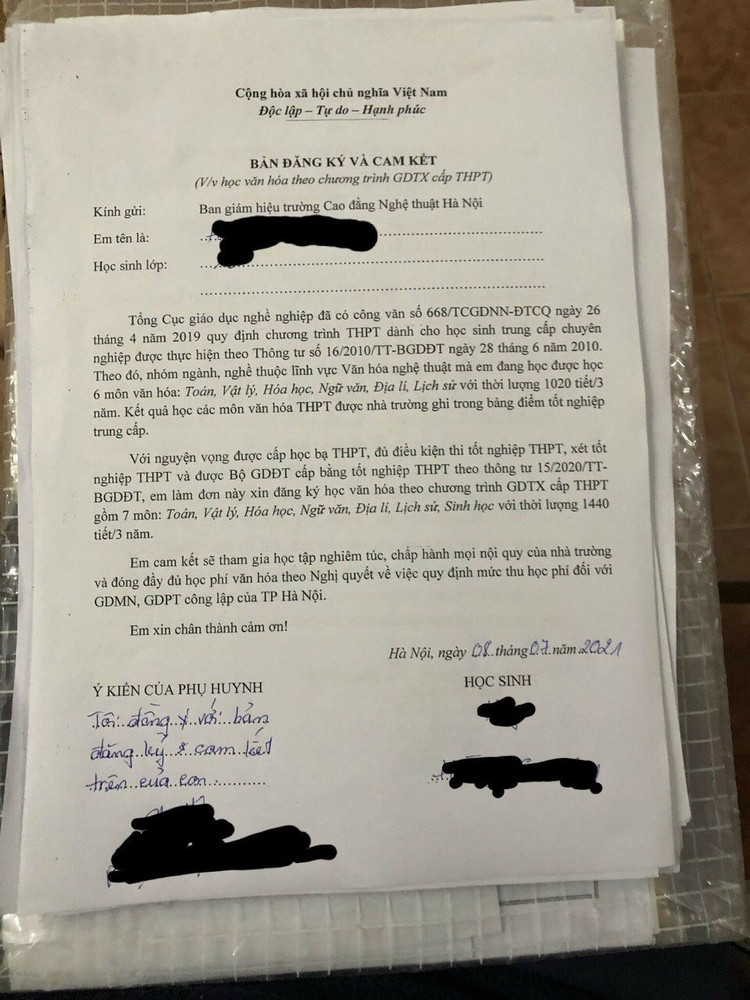 Cộng hòa xã hội chủ nghĩa Việt Nam
Độc lập – Tự do – Hạnh phúc
BẢN ĐĂNG KÝ VÀ CAM KẾT
(V/v học văn hóa theo chương trình GDTX cấp THPT)
Kính gửi: Ban giám hiệu trường Cao đẳng Nghệ thuật Hà Nội
Em tên là:
Học sinh lớp:
Tổng Cục giáo dục nghề nghiệp đã có công văn số 668/TCGDNN-ĐTCQ ngày 26
tháng 4 năm 2019 quy định chương trình THPT dành cho học sinh trung cấp chuyên
nghiệp được thực hiện theo Thông tư số 16/2010/TT-BGDĐT ngày 28 tháng 6 năm 2010.
Theo đó, nhóm ngành, nghề thuộc lĩnh vực Văn hóa nghệ thuật mà em đang học được học
6 môn văn hóa: Toán, Vật lý, Hóa học, Ngữ văn, Địa lí, Lịch sử với thời lượng 1020 tiết/3
năm. Kết quả học các môn văn hóa THPT được nhà trường ghi trong bảng điểm tốt nghiệp
trung cấp.
Với nguyện vọng được cấp học bạ THPT, đủ điều kiện thi tốt nghiệp THPT, xét tốt
nghiệp THPT và được Bộ GDĐT cấp bằng tốt nghiệp THPT theo thông tư 15/2020/TT-
BGDĐT, em làm đơn này xin đăng ký học văn hóa theo chương trình GDTX cấp THPT
gồm 7 môn: Toán, Vật lý, Hóa học, Ngữ văn, Địa lí, Lịch sử, Sinh học với thời lượng 1440
tiết/3 năm.
Em cam kết sẽ tham gia học tập nghiêm túc, chấp hành mọi nội quy của nhà trường
và đóng đầy đủ học phí văn hóa theo Nghị quyết về việc quy định mức thu học phí đối với
GDMN, GDPT công lập của TP Hà Nội.
Em xin chân thành cảm ơn!
Hà Nội, ngày 08 tháng 07 năm 2021
Ý KIẾN CỦA PHỤ HUYNH
HỌC SINH
Tôi đồng ý với bản
đăng ký & cam kết
trên của con